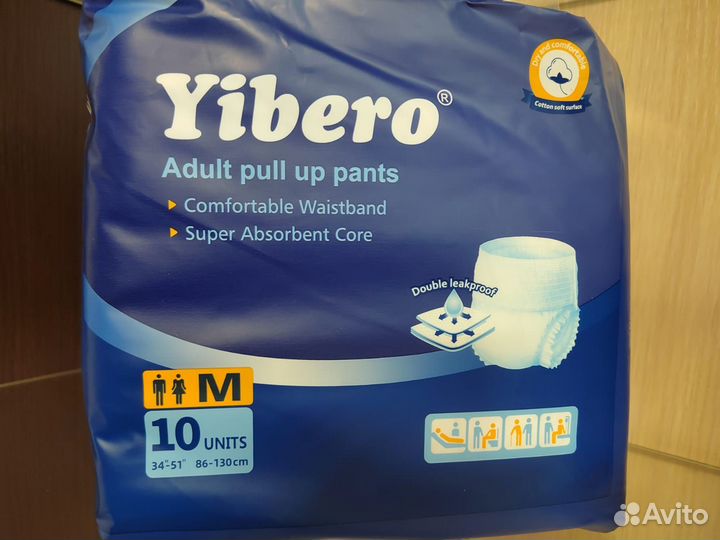 Yibero®
Adult pull up pants
Comfortable Waistband
Super Absorbent Core
Dry and comfortable
Cotton soft surface
Double leakproof
M
10 UNITS
34"-51" 86-130cm
Avito